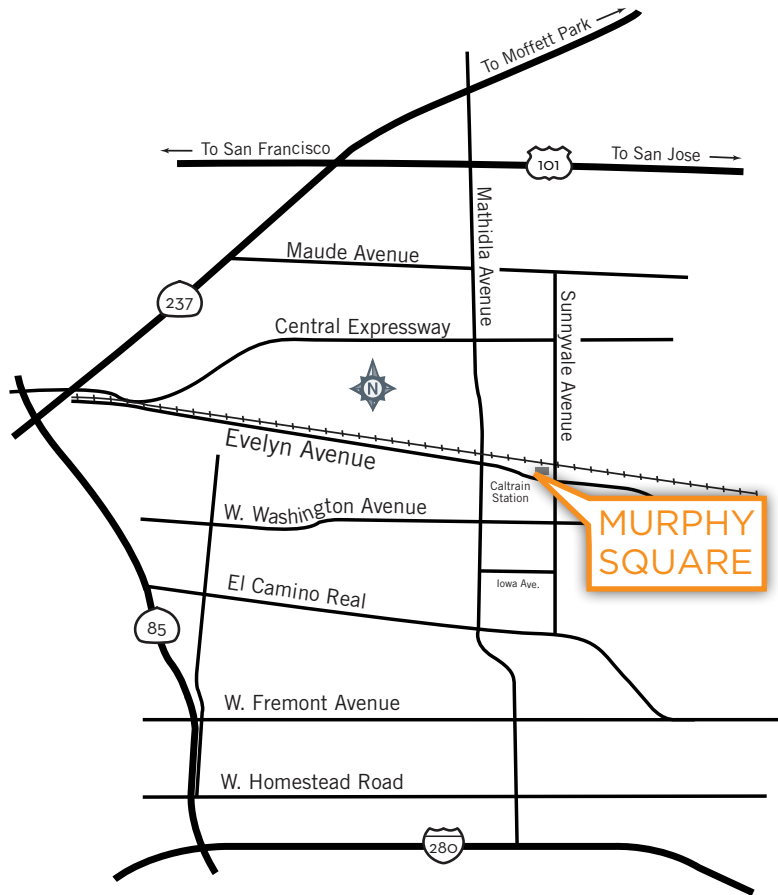 To Moffett Park
To San Francisco
101
To San Jose
Mathidla Avenue
Maude Avenue
237
Sunnyvale Avenue
Central Expressway
N
Evelyn Avenue
Caltrain
Station
W. Washington Avenue
MURPHY
SQUARE
Iowa Ave.
El Camino Real
85
W. Fremont Avenue
W. Homestead Road
280